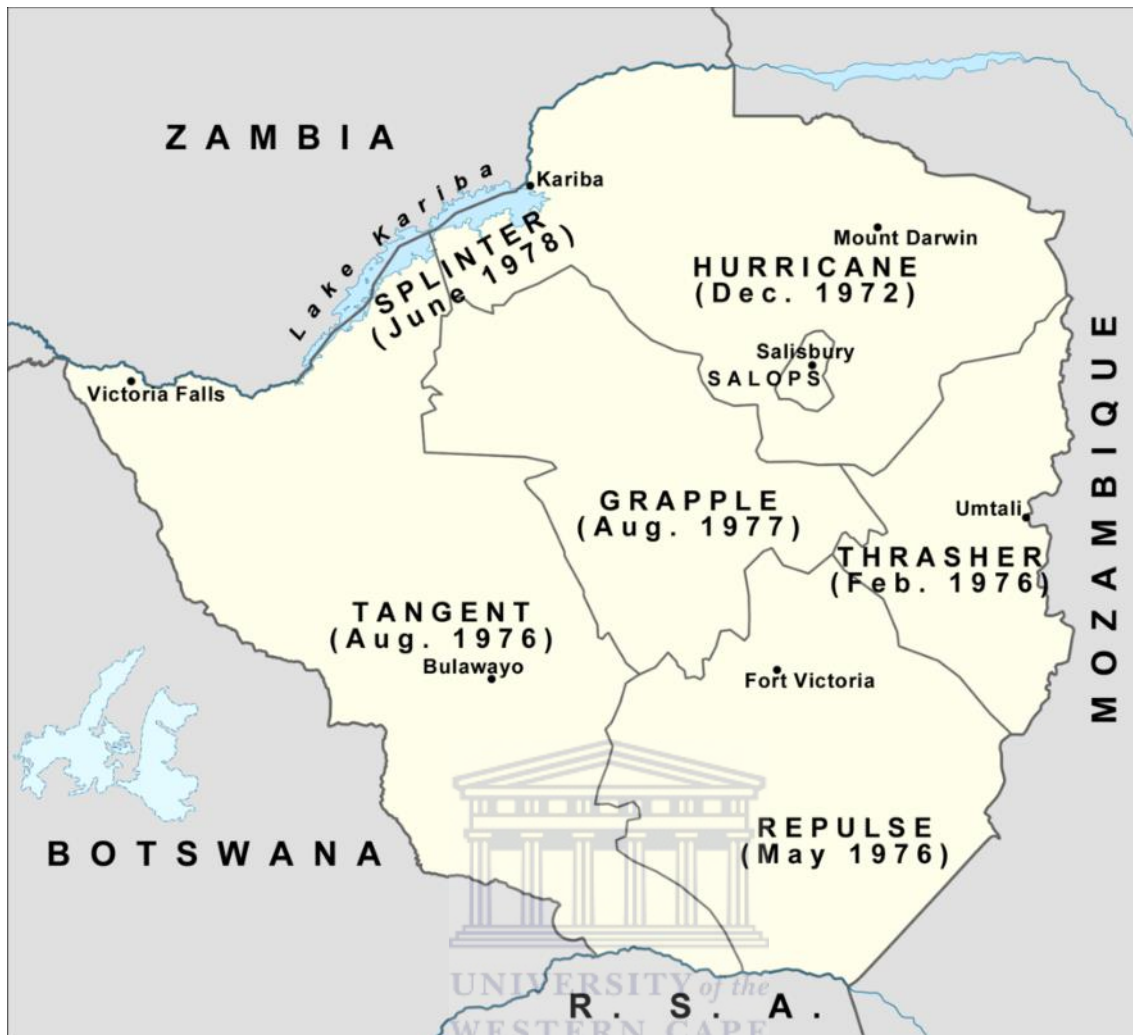 ZAMBIA
Lake Kariba
Kariba
SPLINTER
(June 1978)
Mount Darwin
HURRICANE
(Dec. 1972)
Salisbury
SALOPS
Victoria Falls
MOZAMBIQUE
GRAPPLE
(Aug. 1977)
Umtali
THRASHER
(Feb. 1976)
TANGENT
(Aug. 1976)
Bulawayo
Fort Victoria
REPULSE
(May 1976)
BOTSWANA
UNIVERSITY of the
R. S. A.
WESTERN CAPE